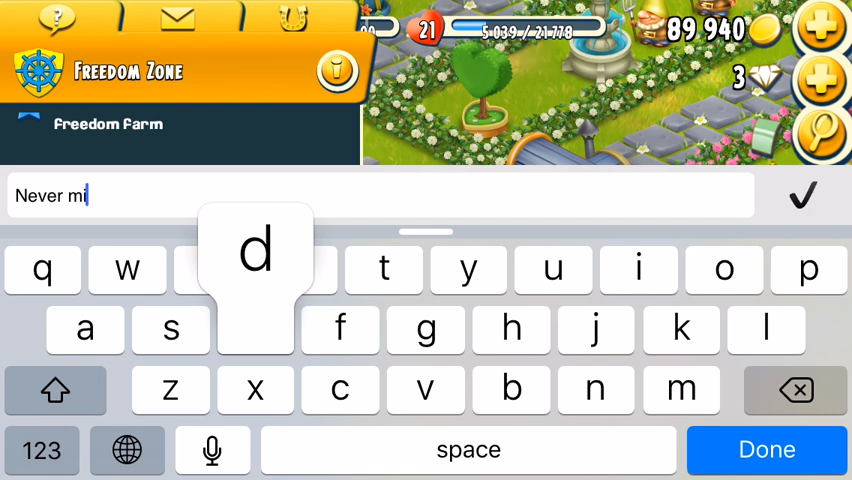 21
5 039 / 21 778
89 940
FREEDOM ZONE
i
3
freedom farm
Never mi
d
q w t y u i o p
a s f g h j k l
z x c v b n m
123 space Done